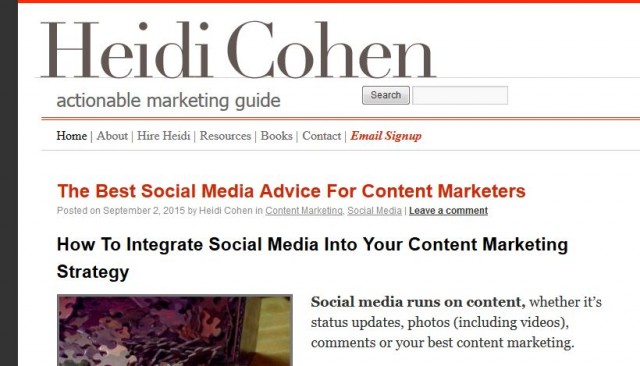 Heidi Cohen
actionable marketing guide
Search
Home | About | Hire Heidi | Resources | Books | Contact | Email Signup
The Best Social Media Advice For Content Marketers
Posted on September 2, 2015 by Heidi Cohen in Content Marketing, Social Media | Leave a comment
How To Integrate Social Media Into Your Content Marketing
Strategy
Social media runs on content, whether it’s
status updates, photos (including videos),
comments or your best content marketing.